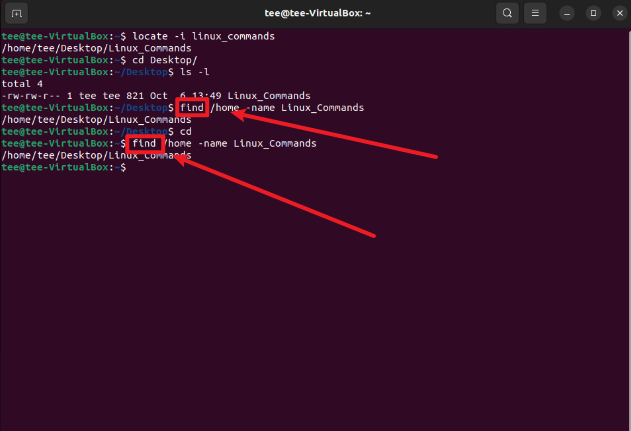 tee@tee-VirtualBox: ~
tee@tee-VirtualBox:~$ locate -i linux_commands
/home/tee/Desktop/Linux_Commands
tee@tee-VirtualBox:~$ cd Desktop/
tee@tee-VirtualBox:~/Desktop$ ls -l
total 4
-rw-rw-r-- 1 tee tee 821 Oct  6 13:49 Linux_Commands
tee@tee-VirtualBox:~/Desktop$ find /home -name Linux_Commands
/home/tee/Desktop/Linux_Commands
tee@tee-VirtualBox:~/Desktop$ cd
tee@tee-VirtualBox:~$ find /home -name Linux_Commands
/home/tee/Desktop/Linux_Commands
tee@tee-VirtualBox:~$